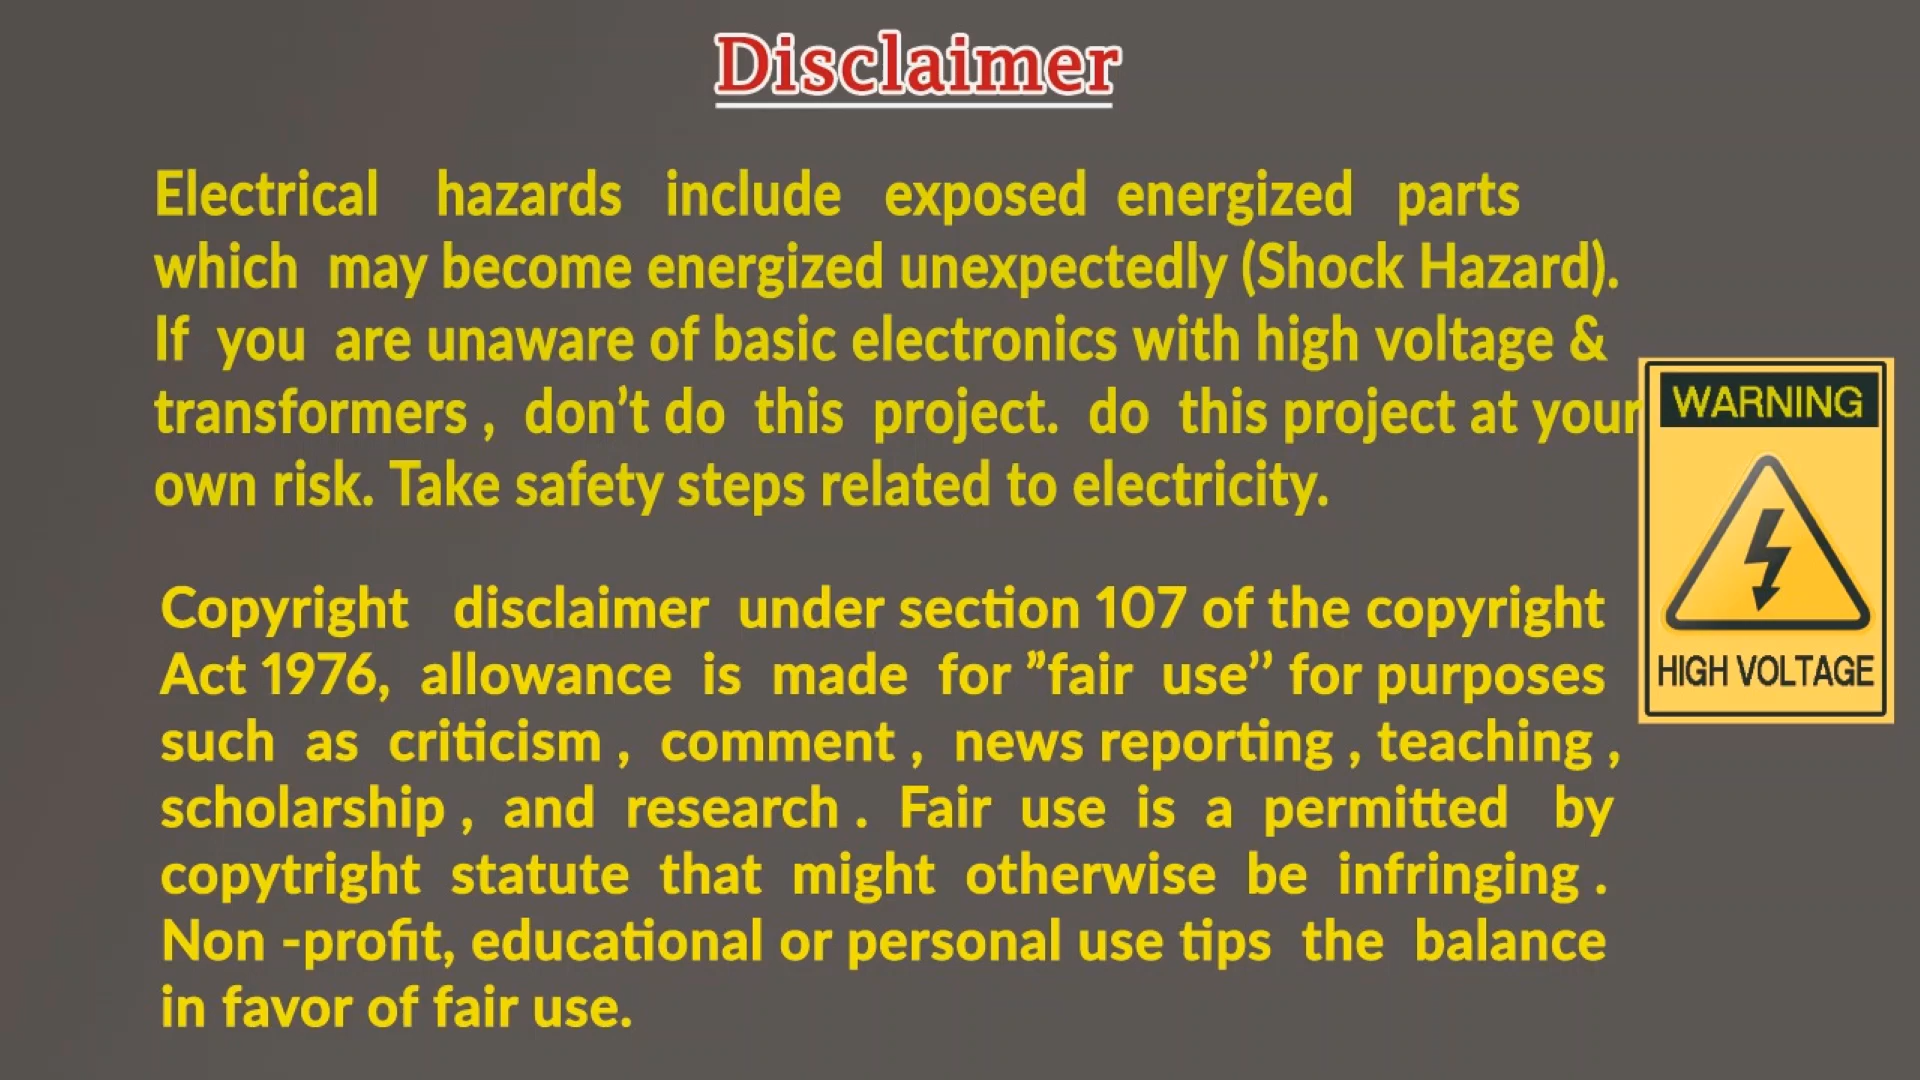 Disclaimer
Electrical hazards include exposed energized parts
which may become energized unexpectedly (Shock Hazard).
If you are unaware of basic electronics with high voltage &
transformers , don’t do this project. do this project at your
own risk. Take safety steps related to electricity.
WARNING
HIGH VOLTAGE
Copyright disclaimer under section 107 of the copyright
Act 1976, allowance is made for ”fair use’’ for purposes
such as criticism , comment , news reporting , teaching ,
scholarship , and research . Fair use is a permitted by
copytright statute that might otherwise be infringing .
Non -profit, educational or personal use tips the balance
in favor of fair use.